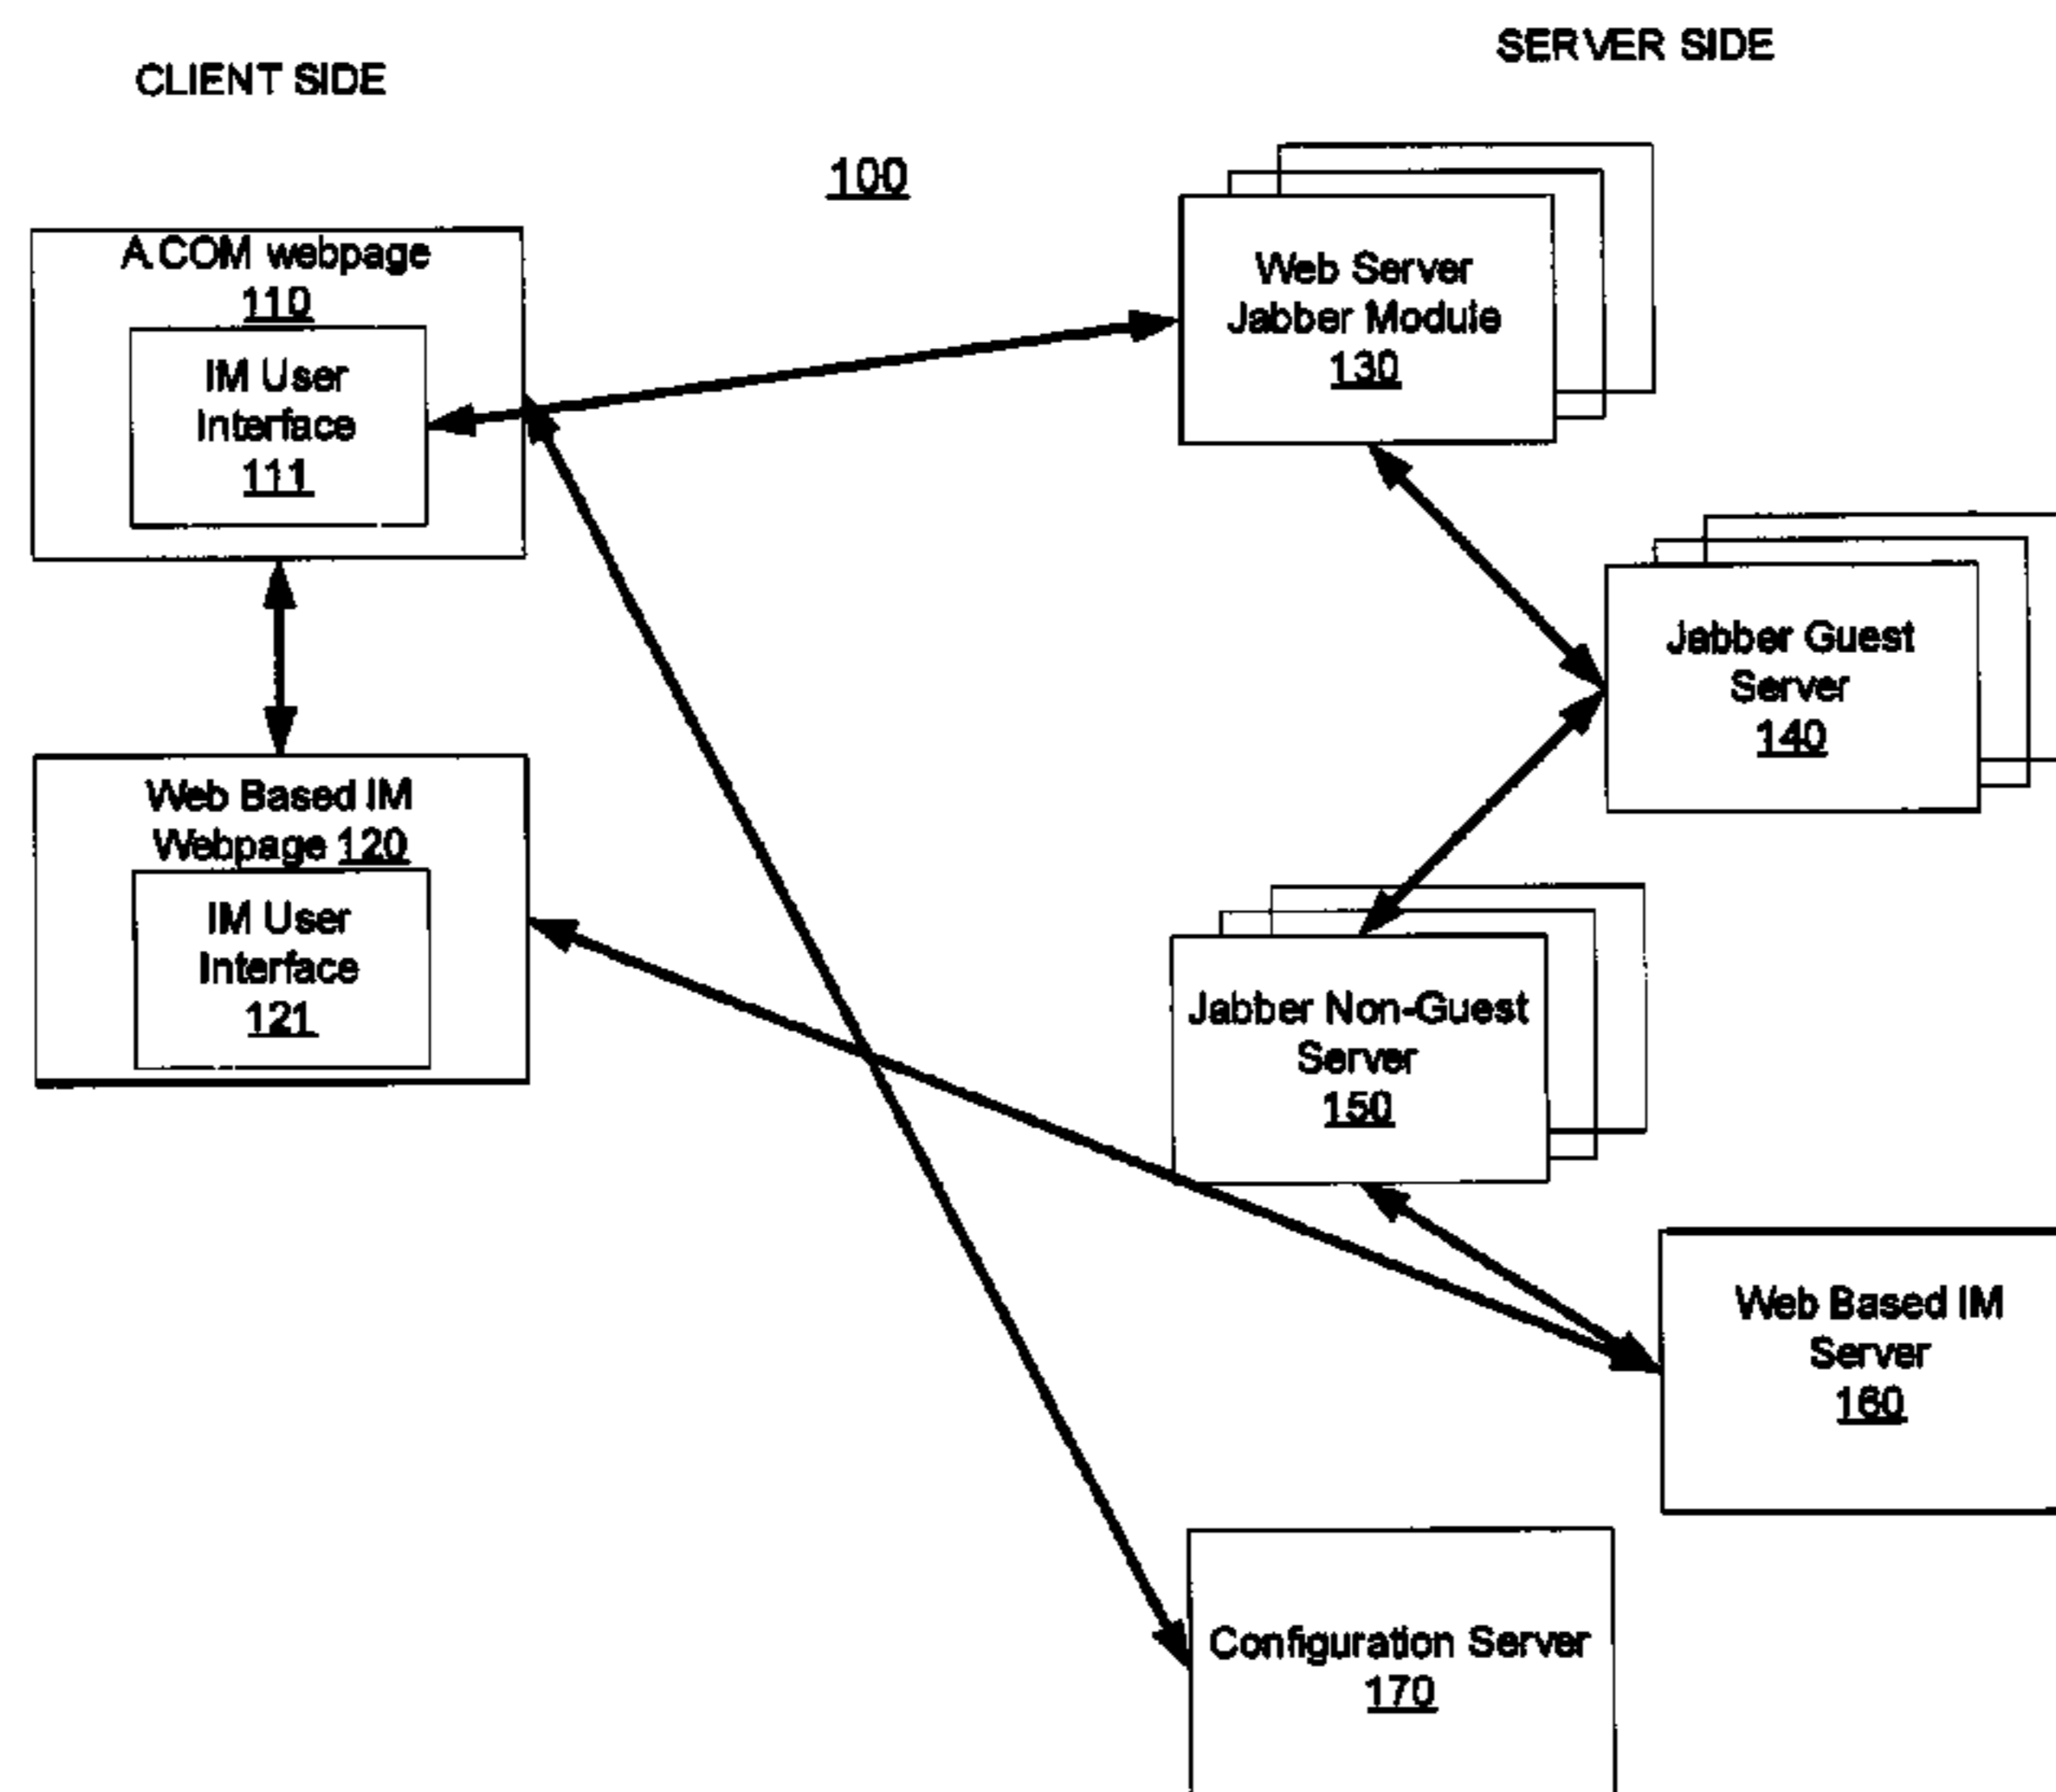 CLIENT SIDE
SERVER SIDE
100
A.COM webpage
110
IM User
Interface
111
Web Server
Jabber Module
130
Jabber Guest
Server
140
Web Based IM
Webpage 120
IM User
Interface
121
Jabber Non-Guest
Server
150
Web Based IM
Server
160
Configuration Server
170